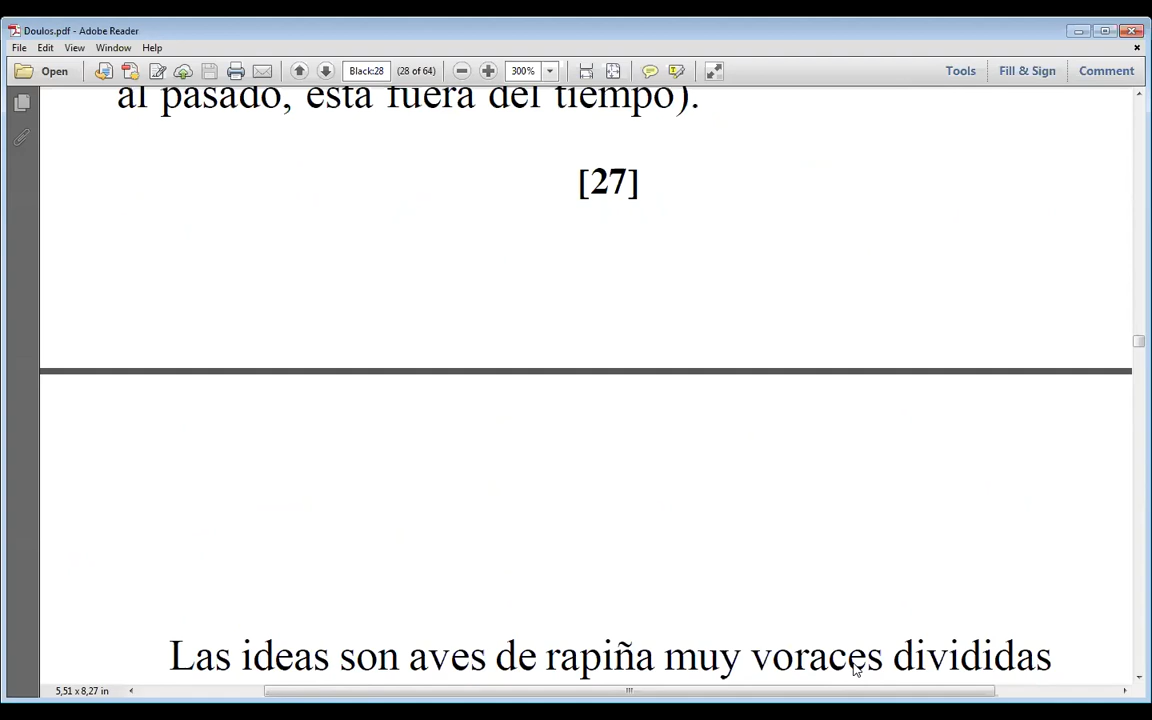 Doulos.pdf - Adobe Reader
File Edit View Window Help
Open Black:28 (28 of 64) 300% Tools Fill & Sign Comment
al pasado, está fuera del tiempo).
[27]
Las ideas son aves de rapiña muy voraces divididas
5,51 x 8,27 in